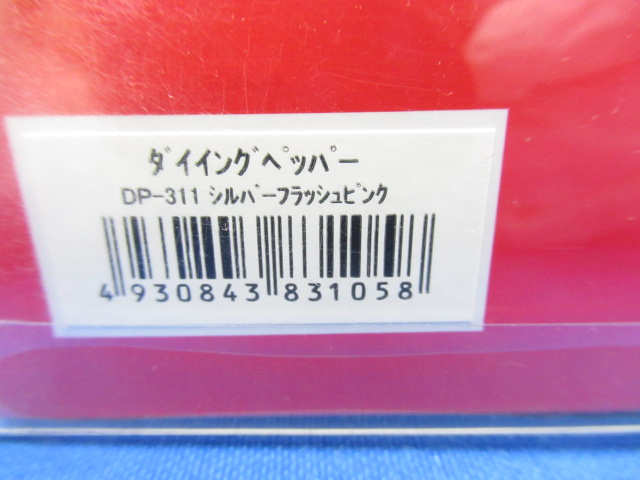 ﾀﾞｲｲﾝｸﾞﾍﾟｯﾊﾟｰ
DP-311 ｼﾙﾊﾞｰﾌﾗｯｼｭﾋﾟﾝｸ
4 930843 831058